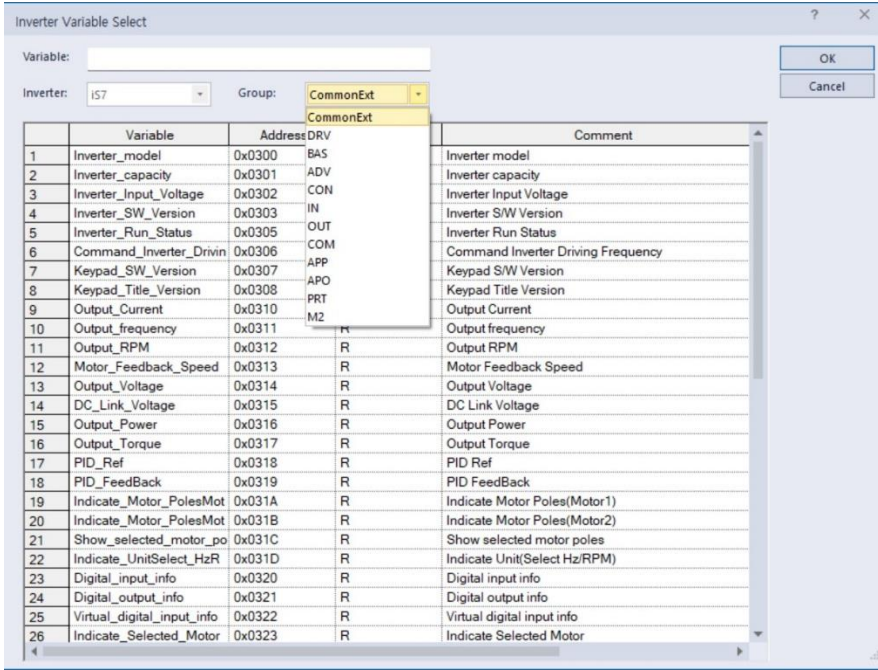 Inverter Variable Select ? ×
Variable:
OK
Inverter: iS7 Group: CommonExt Cancel
CommonExt
DRV
BAS
ADV
CON
IN
OUT
COM
APP
APO
PRT
M2
Variable Address Comment
1 Inverter_model 0x0300 Inverter model
2 Inverter_capacity 0x0301 Inverter capacity
3 Inverter_Input_Voltage 0x0302 Inverter Input Voltage
4 Inverter_SW_Version 0x0303 Inverter S/W Version
5 Inverter_Run_Status 0x0305 Inverter Run Status
6 Command_Inverter_Drivin 0x0306 Command Inverter Driving Frequency
7 Keypad_SW_Version 0x0307 Keypad S/W Version
8 Keypad_Title_Version 0x0308 Keypad Title Version
9 Output_Current 0x0310 Output Current
10 Output_frequency 0x0311 R Output frequency
11 Output_RPM 0x0312 R Output RPM
12 Motor_Feedback_Speed 0x0313 R Motor Feedback Speed
13 Output_Voltage 0x0314 R Output Voltage
14 DC_Link_Voltage 0x0315 R DC Link Voltage
15 Output_Power 0x0316 R Output Power
16 Output_Torque 0x0317 R Output Torque
17 PID_Ref 0x0318 R PID Ref
18 PID_FeedBack 0x0319 R PID FeedBack
19 Indicate_Motor_PolesMot 0x031A R Indicate Motor Poles(Motor1)
20 Indicate_Motor_PolesMot 0x031B R Indicate Motor Poles(Motor2)
21 Show_selected_motor_po 0x031C R Show selected motor poles
22 Indicate_UnitSelect_HzR 0x031D R Indicate Unit(Select Hz/RPM)
23 Digital_input_info 0x0320 R Digital input info
24 Digital_output_info 0x0321 R Digital output info
25 Virtual_digital_input_info 0x0322 R Virtual digital input info
26 Indicate_Selected_Motor 0x0323 R Indicate Selected Motor